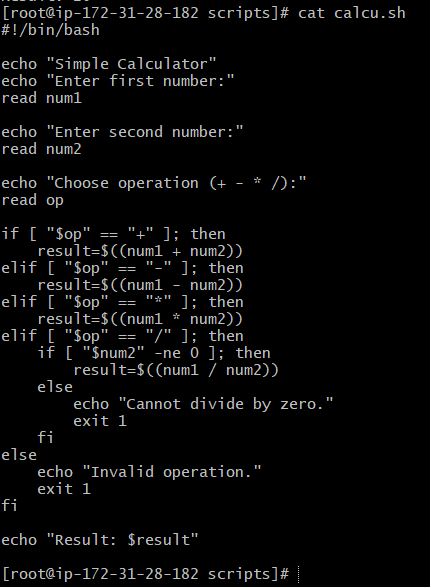 [root@ip-172-31-28-182 scripts]# cat calcu.sh
#!/bin/bash

echo "Simple Calculator"
echo "Enter first number:"
read num1

echo "Enter second number:"
read num2

echo "Choose operation (+ - * /):"
read op

if [ "$op" == "+" ]; then
    result=$((num1 + num2))
elif [ "$op" == "-" ]; then
    result=$((num1 - num2))
elif [ "$op" == "*" ]; then
    result=$((num1 * num2))
elif [ "$op" == "/" ]; then
    if [ "$num2" -ne 0 ]; then
        result=$((num1 / num2))
    else
        echo "Cannot divide by zero."
        exit 1
    fi
else
    echo "Invalid operation."
    exit 1
fi

echo "Result: $result"

[root@ip-172-31-28-182 scripts]#